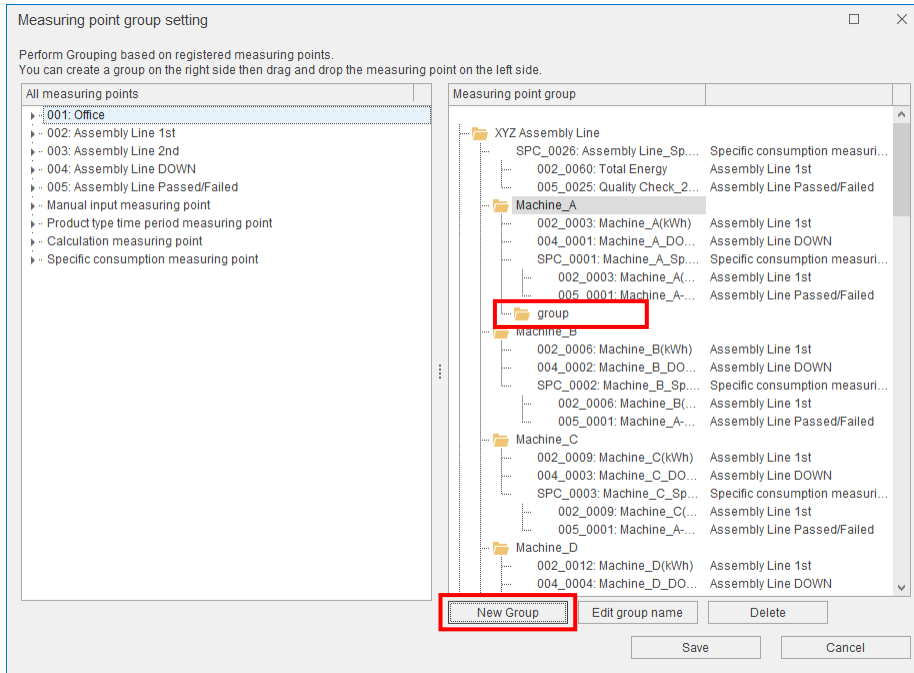 Measuring point group setting
Perform Grouping based on registered measuring points.
You can create a group on the right side then drag and drop the measuring point on the left side.
All measuring points
001: Office
002: Assembly Line 1st
003: Assembly Line 2nd
004: Assembly Line DOWN
005: Assembly Line Passed/Failed
Manual input measuring point
Product type time period measuring point
Calculation measuring point
Specific consumption measuring point
Measuring point group
XYZ Assembly Line
SPC_0026: Assembly Line_Sp... Specific consumption measuri...
002_0060: Total Energy Assembly Line 1st
005_0025: Quality Check_2... Assembly Line Passed/Failed
Machine_A
002_0003: Machine_A(kWh) Assembly Line 1st
004_0001: Machine_A_DO... Assembly Line DOWN
SPC_0001: Machine_A_Sp... Specific consumption measuri...
002_0003: Machine_A(... Assembly Line 1st
005_0001: Machine_A-... Assembly Line Passed/Failed
group
Machine_B
002_0006: Machine_B(kWh) Assembly Line 1st
004_0002: Machine_B_DO... Assembly Line DOWN
SPC_0002: Machine_B_Sp... Specific consumption measuri...
002_0006: Machine_B(... Assembly Line 1st
005_0001: Machine_A-... Assembly Line Passed/Failed
Machine_C
002_0009: Machine_C(kWh) Assembly Line 1st
004_0003: Machine_C_DO... Assembly Line DOWN
SPC_0003: Machine_C_Sp... Specific consumption measuri...
002_0009: Machine_C(... Assembly Line 1st
005_0001: Machine_A-... Assembly Line Passed/Failed
Machine_D
002_0012: Machine_D(kWh) Assembly Line 1st
004_0004: Machine_D_DO... Assembly Line DOWN
New Group Edit group name Delete
Save Cancel